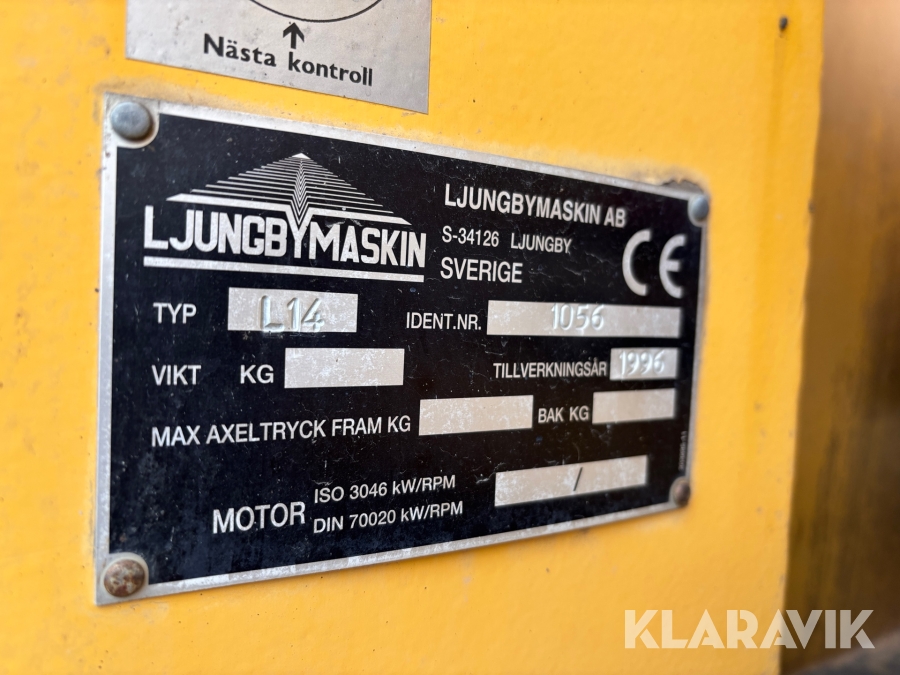 Nästa kontroll
LJUNGBYMASKIN
LJUNGBYMASKIN AB
S-34126 LJUNGBY
SVERIGE
CE
TYP L14
IDENT.NR. 1056
VIKT KG
TILLVERKNINGSÅR 1996
MAX AXELTRYCK FRAM KG
BAK KG
MOTOR
ISO 3046 kW/RPM
DIN 70020 kW/RPM
/
KLARAVIK